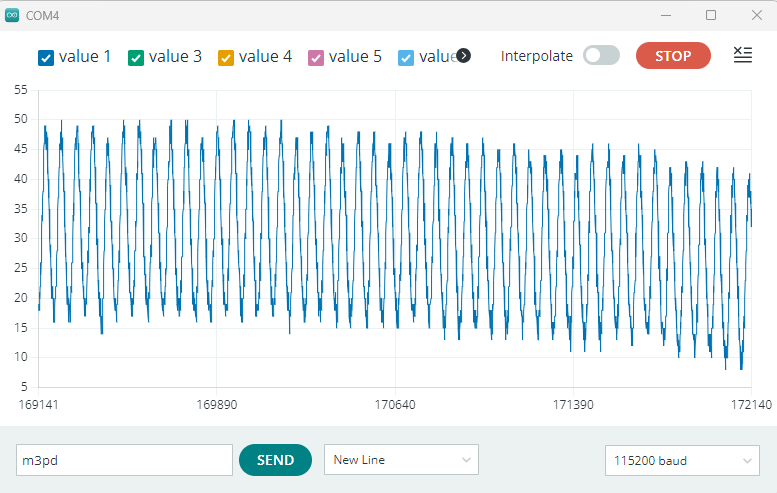 COM4
value 1 value 3 value 4 value 5 value Interpolate STOP
55
50
45
40
35
30
25
20
15
10
5
169141 169890 170640 171390 172140
m3pd SEND New Line 115200 baud